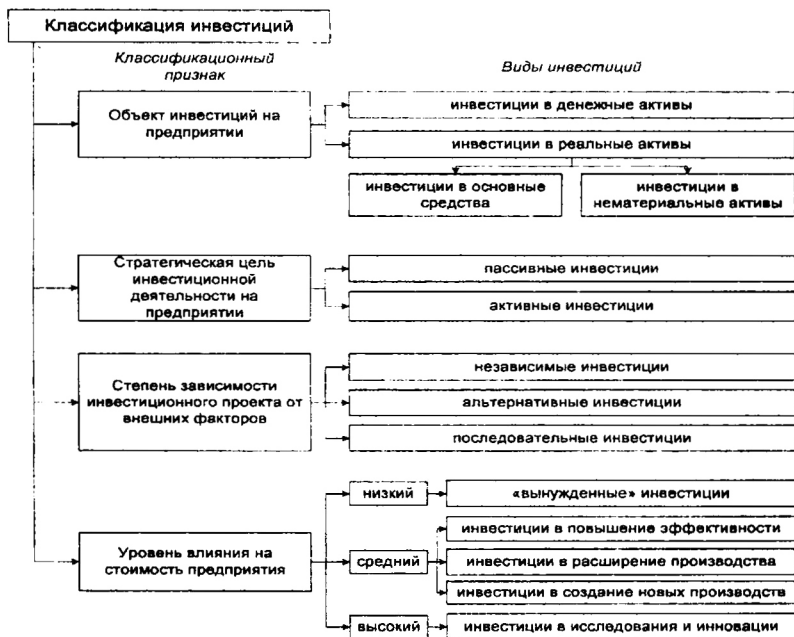 Классификация инвестиций
Классификационный
признак
Виды инвестиций
Объект инвестиций на
предприятии
инвестиции в денежные активы
инвестиции в реальные активы
инвестиции в основные
средства
инвестиции в
нематериальные активы
Стратегическая цель
инвестиционной
деятельности на
предприятии
пассивные инвестиции
активные инвестиции
Степень зависимости
инвестиционного проекта от
внешних факторов
независимые инвестиции
альтернативные инвестиции
последовательные инвестиции
Уровень влияния на
стоимость предприятия
низкий
«вынужденные» инвестиции
средний
инвестиции в повышение эффективности
инвестиции в расширение производства
инвестиции в создание новых производств
высокий
инвестиции в исследования и инновации